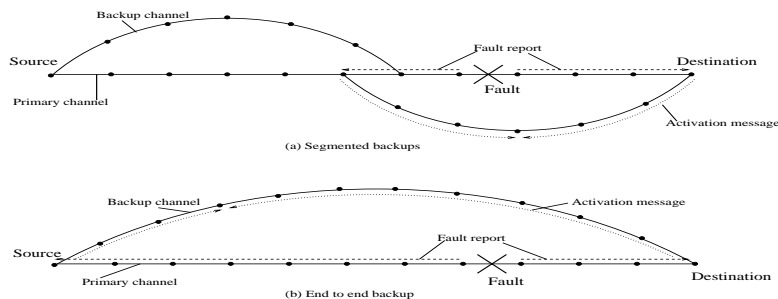 Backup channel
Source
Fault report
Destination
Primary channel
Fault
Activation message
(a) Segmented backups
Backup channel
Activation message
Source
Fault report
Primary channel
Fault
Destination
(b) End to end backup